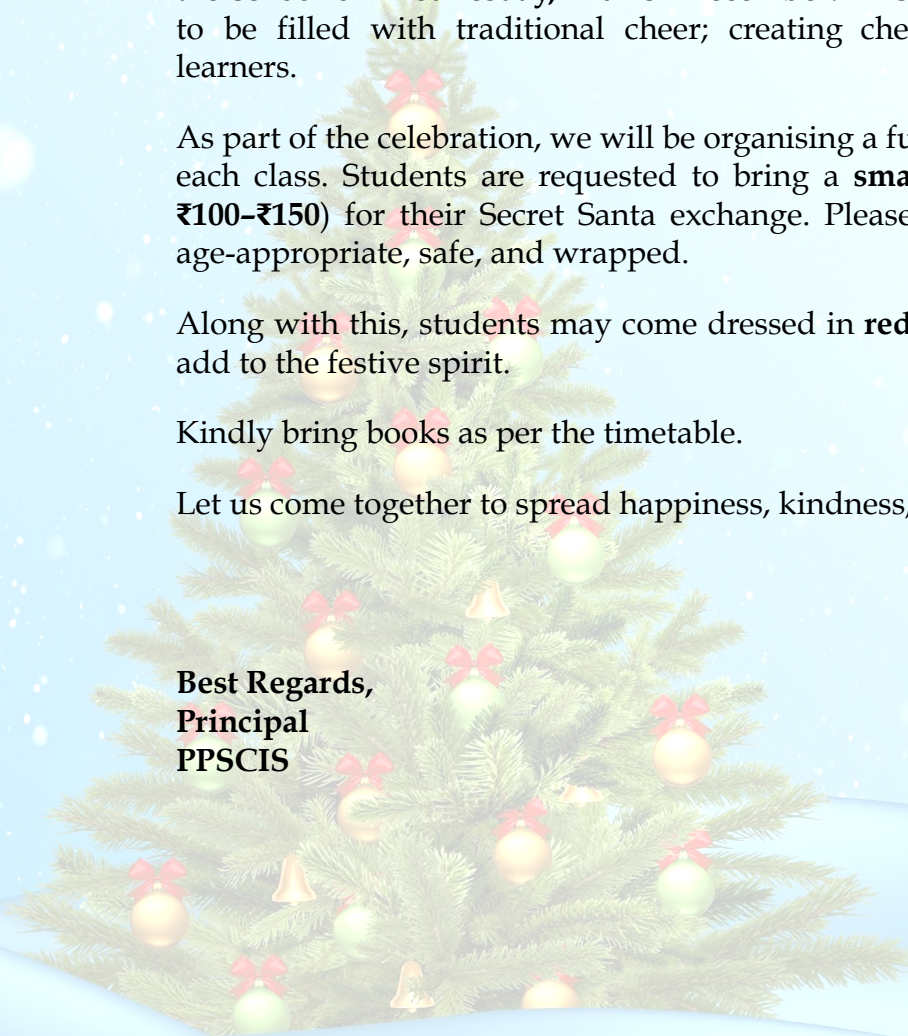 to be filled with traditional cheer; creating
learners.
As part of the celebration, we will be organising a
each class. Students are requested to bring a
₹100–₹150) for their Secret Santa exchange. Please
age-appropriate, safe, and wrapped.
Along with this, students may come dressed in red
add to the festive spirit.
Kindly bring books as per the timetable.
Let us come together to spread happiness, kindness,
Best Regards,
Principal
PPSCIS